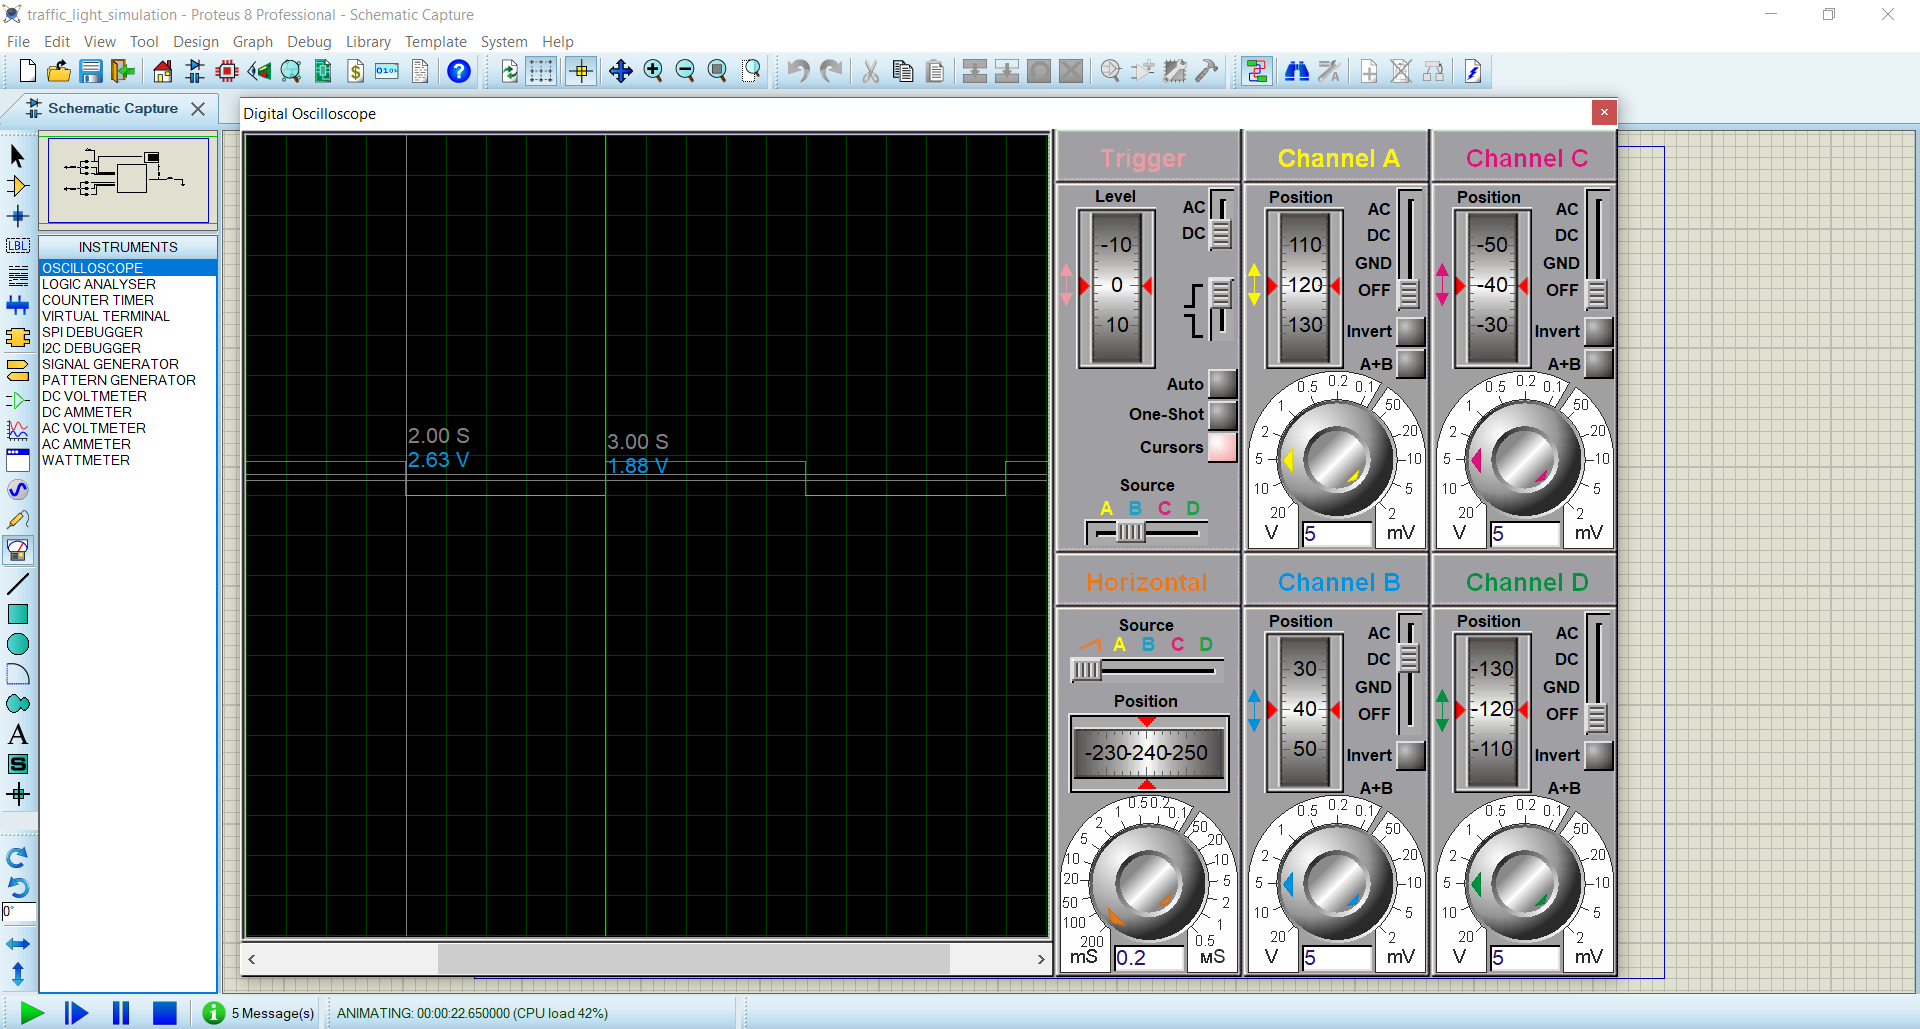 traffic_light_simulation - Proteus 8 Professional - Schematic Capture
File Edit View Tool Design Graph Debug Library Template System Help
Schematic Capture
Digital Oscilloscope
INSTRUMENTS
OSCILLOSCOPE
LOGIC ANALYSER
COUNTER TIMER
VIRTUAL TERMINAL
SPI DEBUGGER
I2C DEBUGGER
SIGNAL GENERATOR
PATTERN GENERATOR
DC VOLTMETER
DC AMMETER
AC VOLTMETER
AC AMMETER
WATTMETER
LBL
A
S
0°
2.00 S
2.63 V
3.00 S
1.88 V
Trigger
Level
-10
0
10
AC
DC
Auto
One-Shot
Cursors
Source
A B C D
Channel A
Position
110
120
130
AC
DC
GND
OFF
Invert
A+B
0.5 0.2 0.1
1 50
2 20
5 10
10 5
20 2
V 5 mV
Channel C
Position
-50
-40
-30
AC
DC
GND
OFF
Invert
A+B
0.5 0.2 0.1
1 50
2 20
5 10
10 5
20 2
V 5 mV
Horizontal
Source
A B C D
Position
-230-240-250
0.5 0.2
1 0.1
2 50
5 20
10 10
20 5
50 2
100 1
200 0.5
mS 0.2 мS
Channel B
Position
30
40
50
AC
DC
GND
OFF
Invert
A+B
0.5 0.2 0.1
1 50
2 20
5 10
10 5
20 2
V 5 mV
Channel D
Position
-130
-120
-110
AC
DC
GND
OFF
Invert
A+B
0.5 0.2 0.1
1 50
2 20
5 10
10 5
20 2
V 5 mV
5 Message(s)
ANIMATING: 00:00:22.650000 (CPU load 42%)